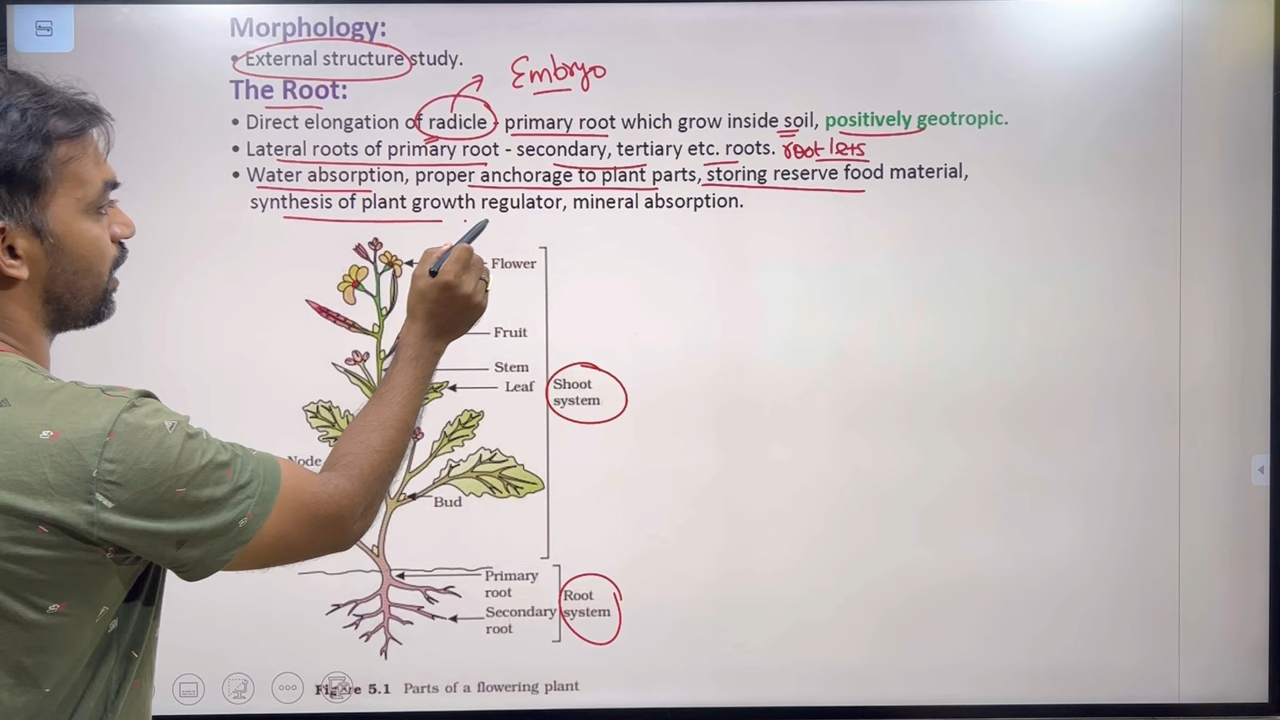 Morphology:
• External structure study.
Embryo
The Root:
• Direct elongation of radicle - primary root which grow inside soil, positively geotropic.
• Lateral roots of primary root - secondary, tertiary etc. roots. rootlets
• Water absorption, proper anchorage to plant parts, storing reserve food material,
synthesis of plant growth regulator, mineral absorption.
Flower
Fruit
Stem
Leaf
Shoot
system
Node
Bud
Primary
root
Root
system
Secondary
root
Figure 5.1 Parts of a flowering plant